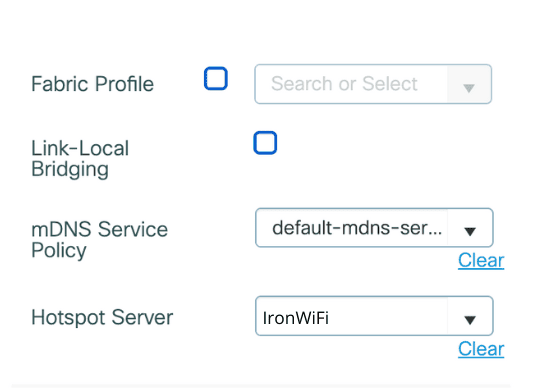 Fabric Profile
Search or Select
Link-Local
Bridging
mDNS Service
Policy
default-mdns-ser...
Clear
Hotspot Server
IronWiFi
Clear